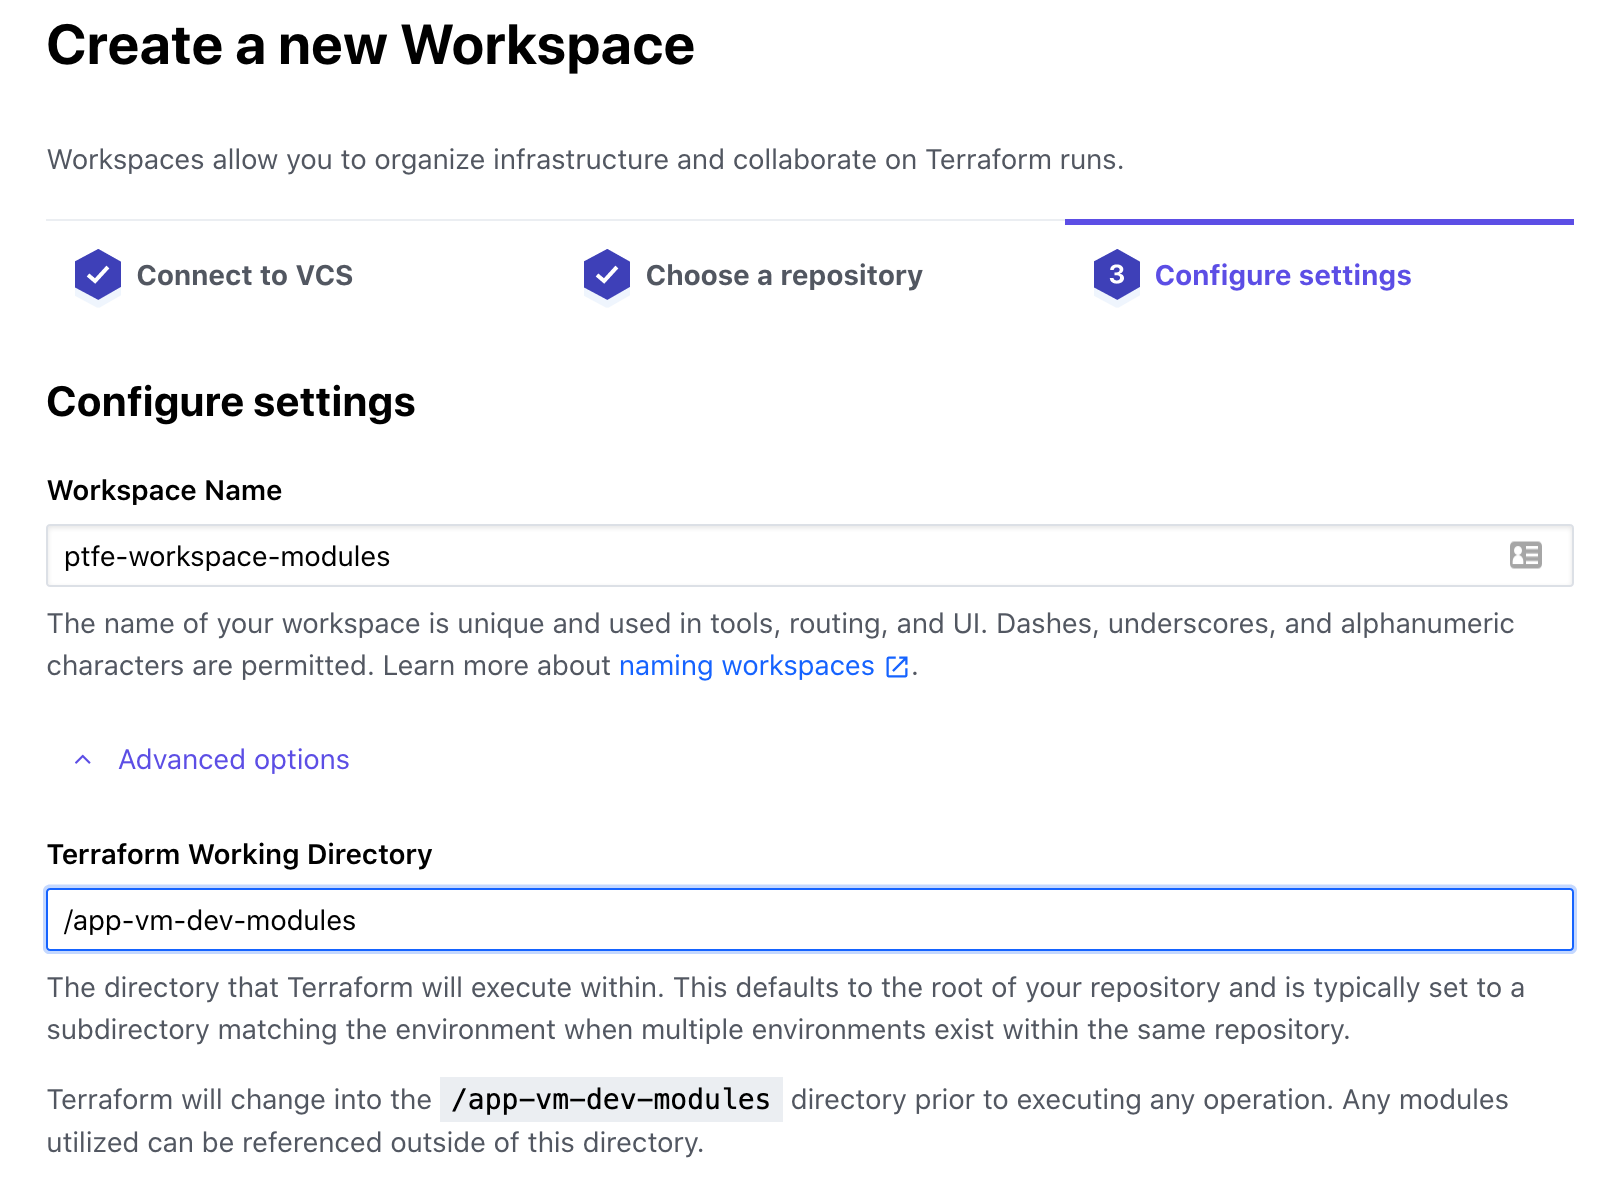 Create a new Workspace
Workspaces allow you to organize infrastructure and collaborate on Terraform runs.
Connect to VCS
Choose a repository
3 Configure settings
Configure settings
Workspace Name
ptfe-workspace-modules
The name of your workspace is unique and used in tools, routing, and UI. Dashes, underscores, and alphanumeric
characters are permitted. Learn more about naming workspaces.
Advanced options
Terraform Working Directory
/app-vm-dev-modules
The directory that Terraform will execute within. This defaults to the root of your repository and is typically set to a
subdirectory matching the environment when multiple environments exist within the same repository.
Terraform will change into the /app-vm-dev-modules directory prior to executing any operation. Any modules
utilized can be referenced outside of this directory.